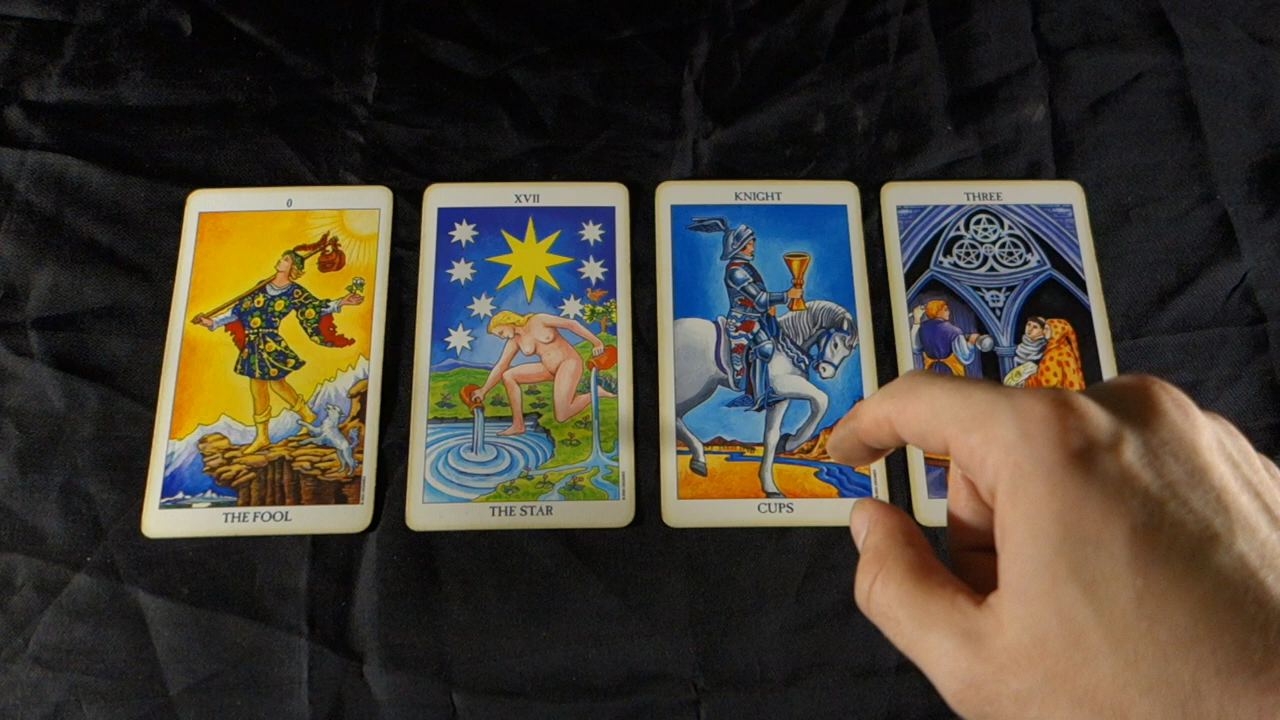 0
THE FOOL
XVII
THE STAR
KNIGHT
CUPS
THREE